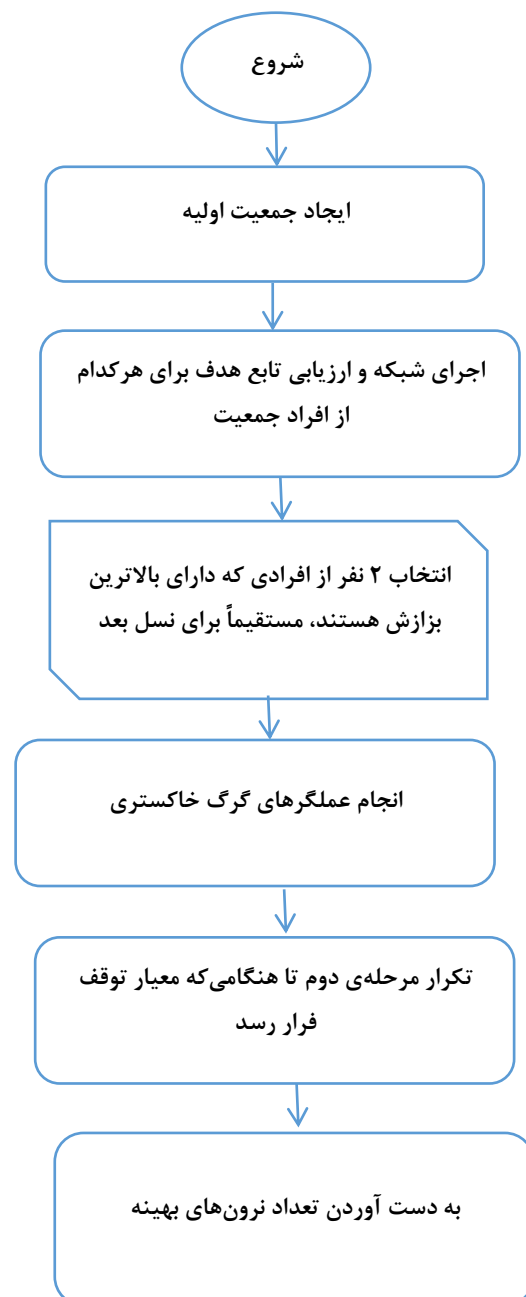 شروع
ایجاد جمعیت اولیه
اجرای شبکه و ارزیابی تابع هدف برای هرکدام
از افراد جمعیت
انتخاب ۲ نفر از افرادی که دارای بالاترین
بزازش هستند، مستقیماً برای نسل بعد
انجام عملگرهای گرگ خاکستری
تکرار مرحله‌ی دوم تا هنگامی‌که معیار توقف
فرار رسد
به دست آوردن تعداد نرون‌های بهینه